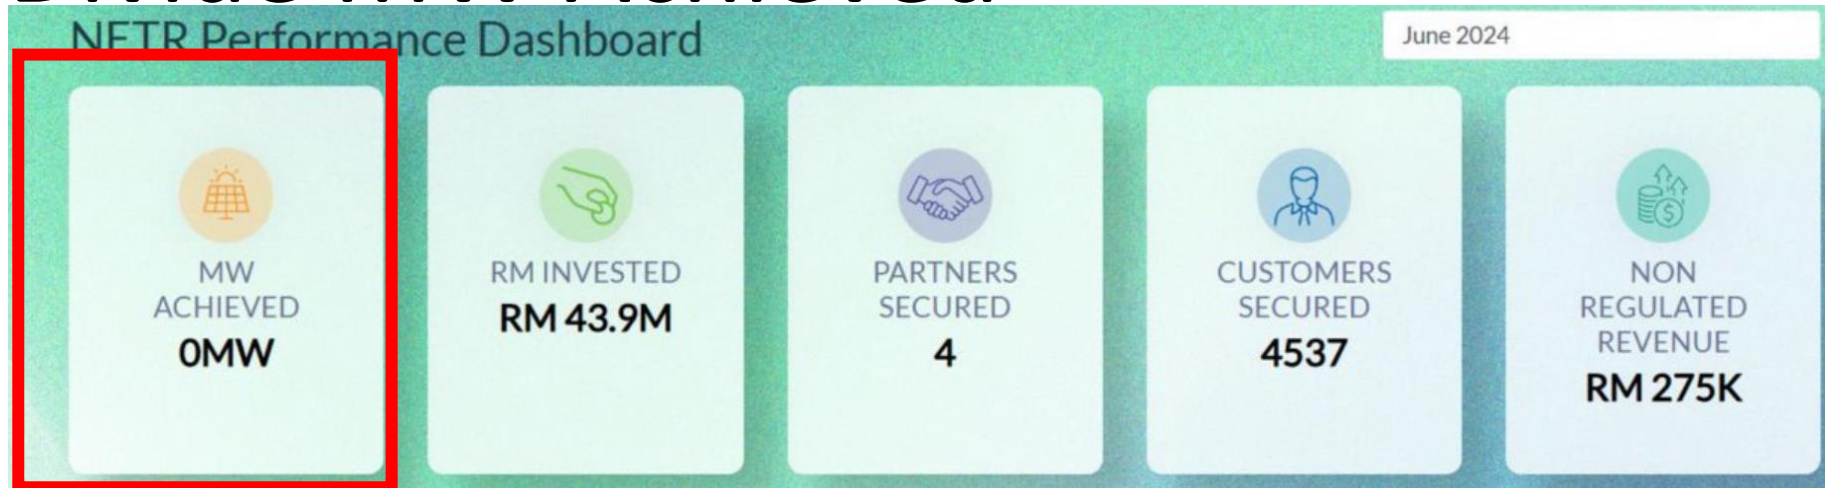 NETR Performance Dashboard
June 2024
MW
ACHIEVED
0MW
RM INVESTED
RM 43.9M
PARTNERS
SECURED
4
CUSTOMERS
SECURED
4537
NON
REGULATED
REVENUE
RM 275K